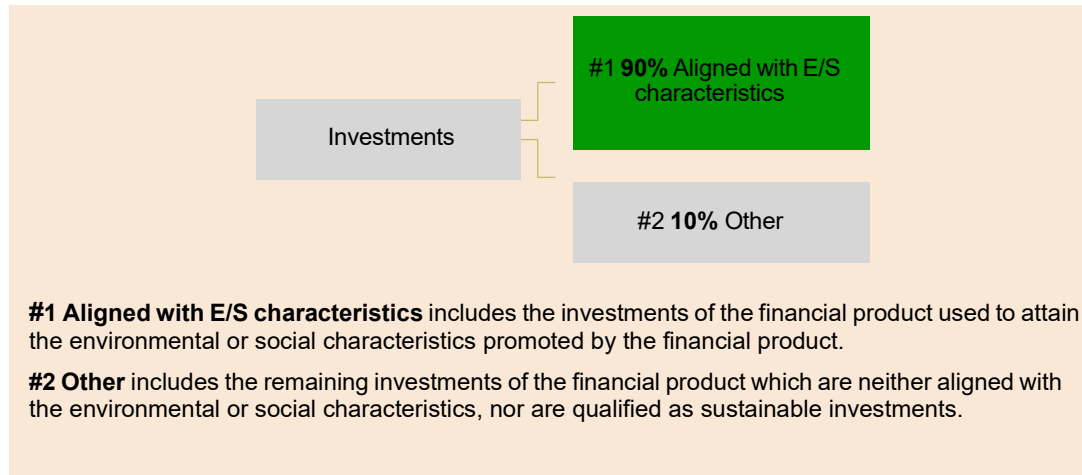 #1 90% Aligned with E/S
characteristics
Investments
#2 10% Other
#1 Aligned with E/S characteristics includes the investments of the financial product used to attain
the environmental or social characteristics promoted by the financial product.
#2 Other includes the remaining investments of the financial product which are neither aligned with
the environmental or social characteristics, nor are qualified as sustainable investments.